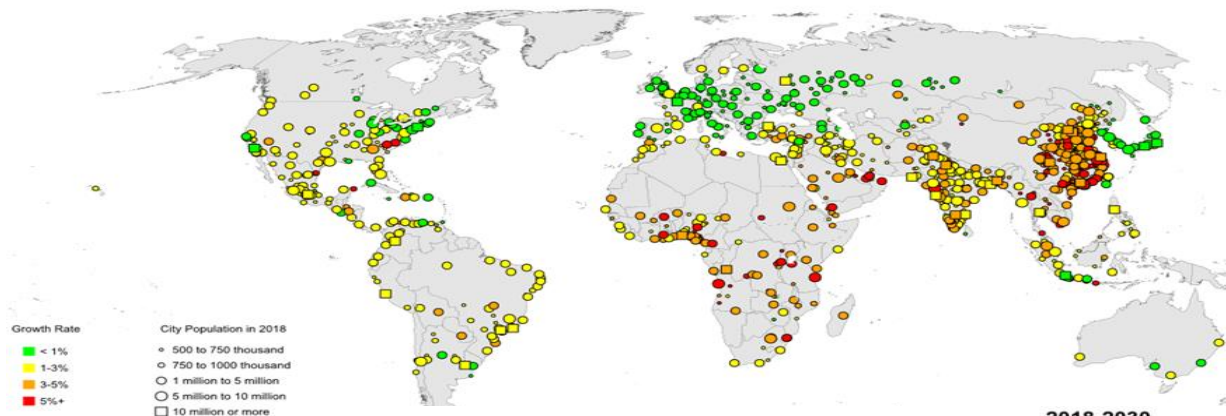 Growth Rate
< 1%
1-3%
3-5%
5%+
City Population in 2018
500 to 750 thousand
750 to 1000 thousand
1 million to 5 million
5 million to 10 million
10 million or more
2018-2030